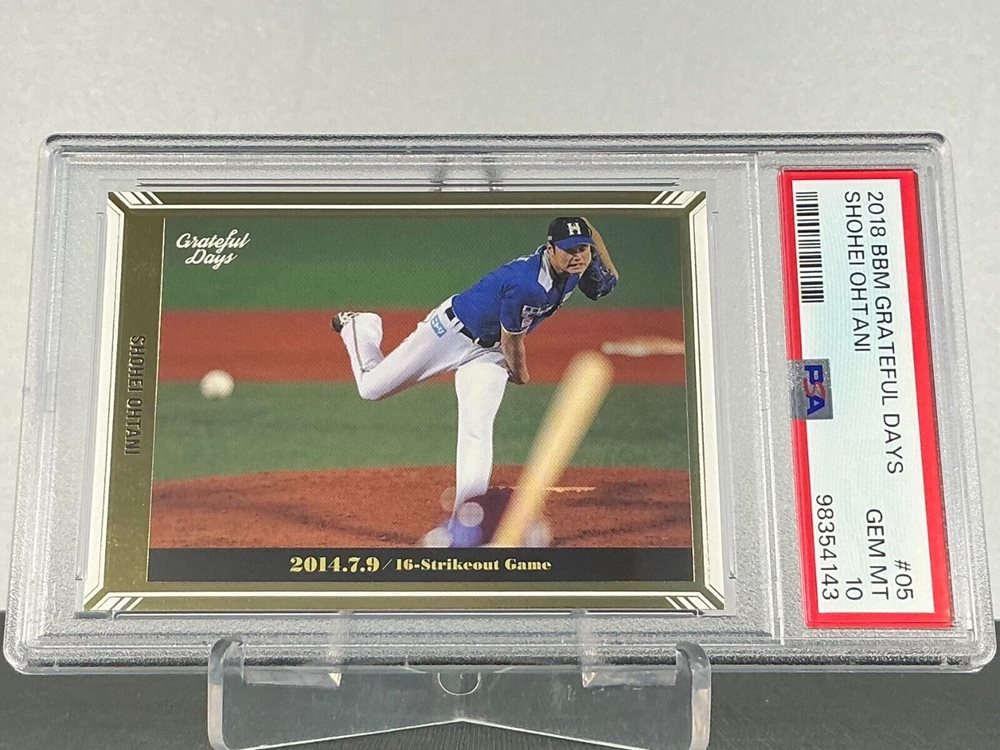 Grateful
Days
SHOHEI OHTANI
H
2014.7.9/16-Strikeout Game
2018 BBM GRATEFUL DAYS #05
SHOHEI OHTANI GEM MT
10
98354143
PSA